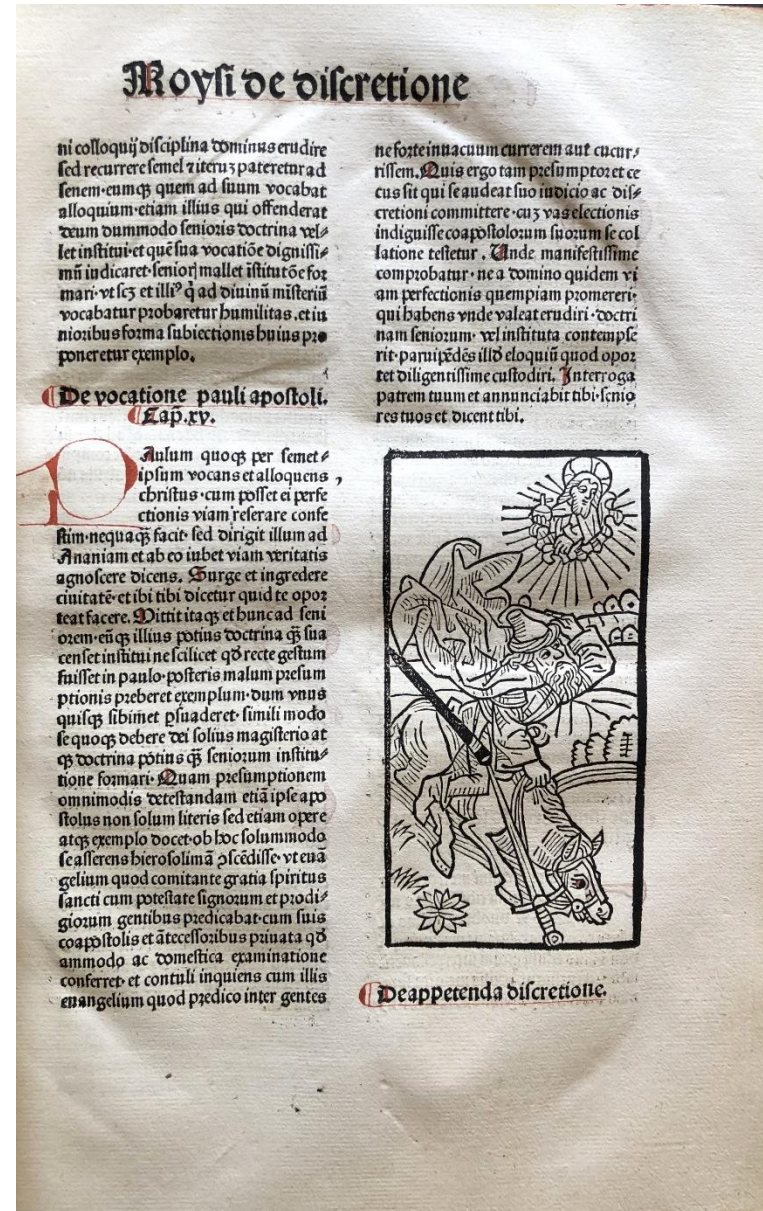 Moysi de discretione
ni colloquij disciplina dominus erudire
sed recurrere semel ⁊ iteruꝫ pateretur ad
senem·eumqꝫ quem ad suum vocabat
alloquium·etiam illius qui offenderat
deum dummodo senioris doctrina vel⸗
let institui·et quē sua vocatiōe dignissi⸗
mū iudicaret·seniorꝭ mallet īstitutōe for
mari·vt scꝫ et illiꝰ q̄ ad diuinū misteriū
vocabatur probaretur humilitas.et iu
nioribus forma subiectionis huius pro
poneretur exemplo.
De vocatione pauli apostoli.
Cap̄.xv.
PAulum quoqꝫ per semet⸗
ipsum vocans et alloquens,
christus·cum posset ei perfe
ctionis viam reserare confe
stim·nequaqꝫ facit· sed dirigit illum ad
Ananiam et ab eo iubet viam veritatis
agnoscere dicens. Surge et ingredere
ciuitatē·et ibi tibi dicetur quid te opor
teat facere. Mittit itaqꝫ et hunc ad seni
orem·eūqꝫ illius potius doctrina qꝫ sua
censet institui ne scilicet qđ recte gestum
fuisset in paulo·posteris malum presum
ptionis preberet exemplum·dum vnus
quisqꝫ sibimet ꝑsuaderet· simili modo
se quoqꝫ debere dei solius magisterio at
qꝫ doctrina potius qꝫ seniorum institu⸗
tione formari· Quam presumptionem
omnimodis detestandam etiā ipse apo
stolus non solum literis sed etiam opere
atqꝫ exemplo docet·ob hoc solummodo
se asserens hierosolimā ꝯscēdisse·vt euā
gelium quod comitante gratia spiritus
sancti cum potestate signorum et prodi⸗
giorum gentibus predicabat·cum suis
coapostolis et ātecessoribus priuata qđ
ammodo ac domestica examinatione
conferret· et contuli inquiens cum illis
euangelium quod predico inter gentes
ne forte in vacuum currerem aut cucur⸗
rissem. Quis ergo tam presumptor et ce
cus sit qui se audeat suo iudicio ac dis⸗
cretioni committere·cuꝫ vas electionis
indiguisse coapostolorum suorum se col
latione testetur. Unde manifestissime
comprobatur·ne a domino quidem vi
am perfectionis quempiam promereri·
qui habens vnde valeat erudiri·doctri
nam seniorum· vel instituta contempse
rit·paruipēdēs illđ eloquiū quod opor
tet diligentissime custodiri. Interroga
patrem tuum et annunciabit tibi·senio
res tuos et dicent tibi.
De appetenda discretione.